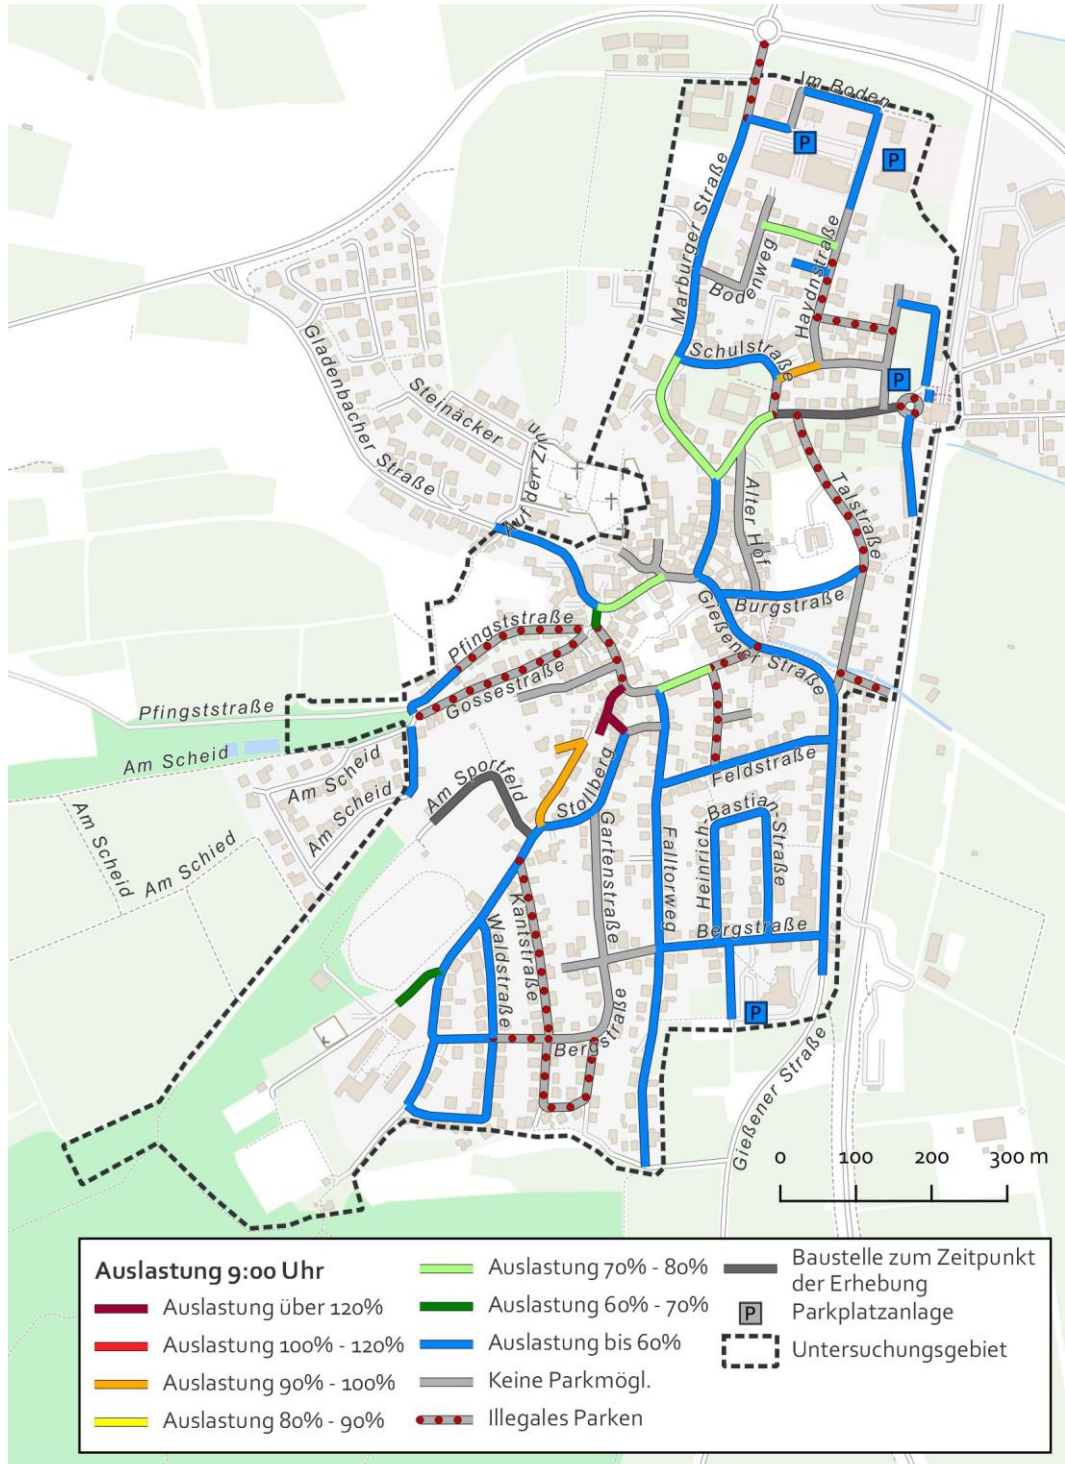 Im Boden
P
P
Marburger Straße
Bodenweg
Haydnstraße
Schulstraße
P
Gladenbacher Straße
Steinäcker
Auf der Ziunn
Alter Hof
Talstraße
Burgstraße
Gießener Straße
Pfingststraße
Gossestraße
Pfingststraße
Am Scheid
Am Scheid
Am Scheid
Am Scheid
Am Schied
Am Sportfeld
Stollberg
Gartenstraße
Falltorweg
Feldstraße
Heinrich-
Bastian-
Straße
Kantstraße
Waldstraße
Bergstraße
Bergstraße
P
Gießener Straße
0 100 200 300 m
Auslastung 9:00 Uhr
Auslastung über 120%
Auslastung 100% - 120%
Auslastung 90% - 100%
Auslastung 80% - 90%
Auslastung 70% - 80%
Auslastung 60% - 70%
Auslastung bis 60%
Keine Parkmögl.
Illegales Parken
Baustelle zum Zeitpunkt
der Erhebung
P Parkplatzanlage
Untersuchungsgebiet